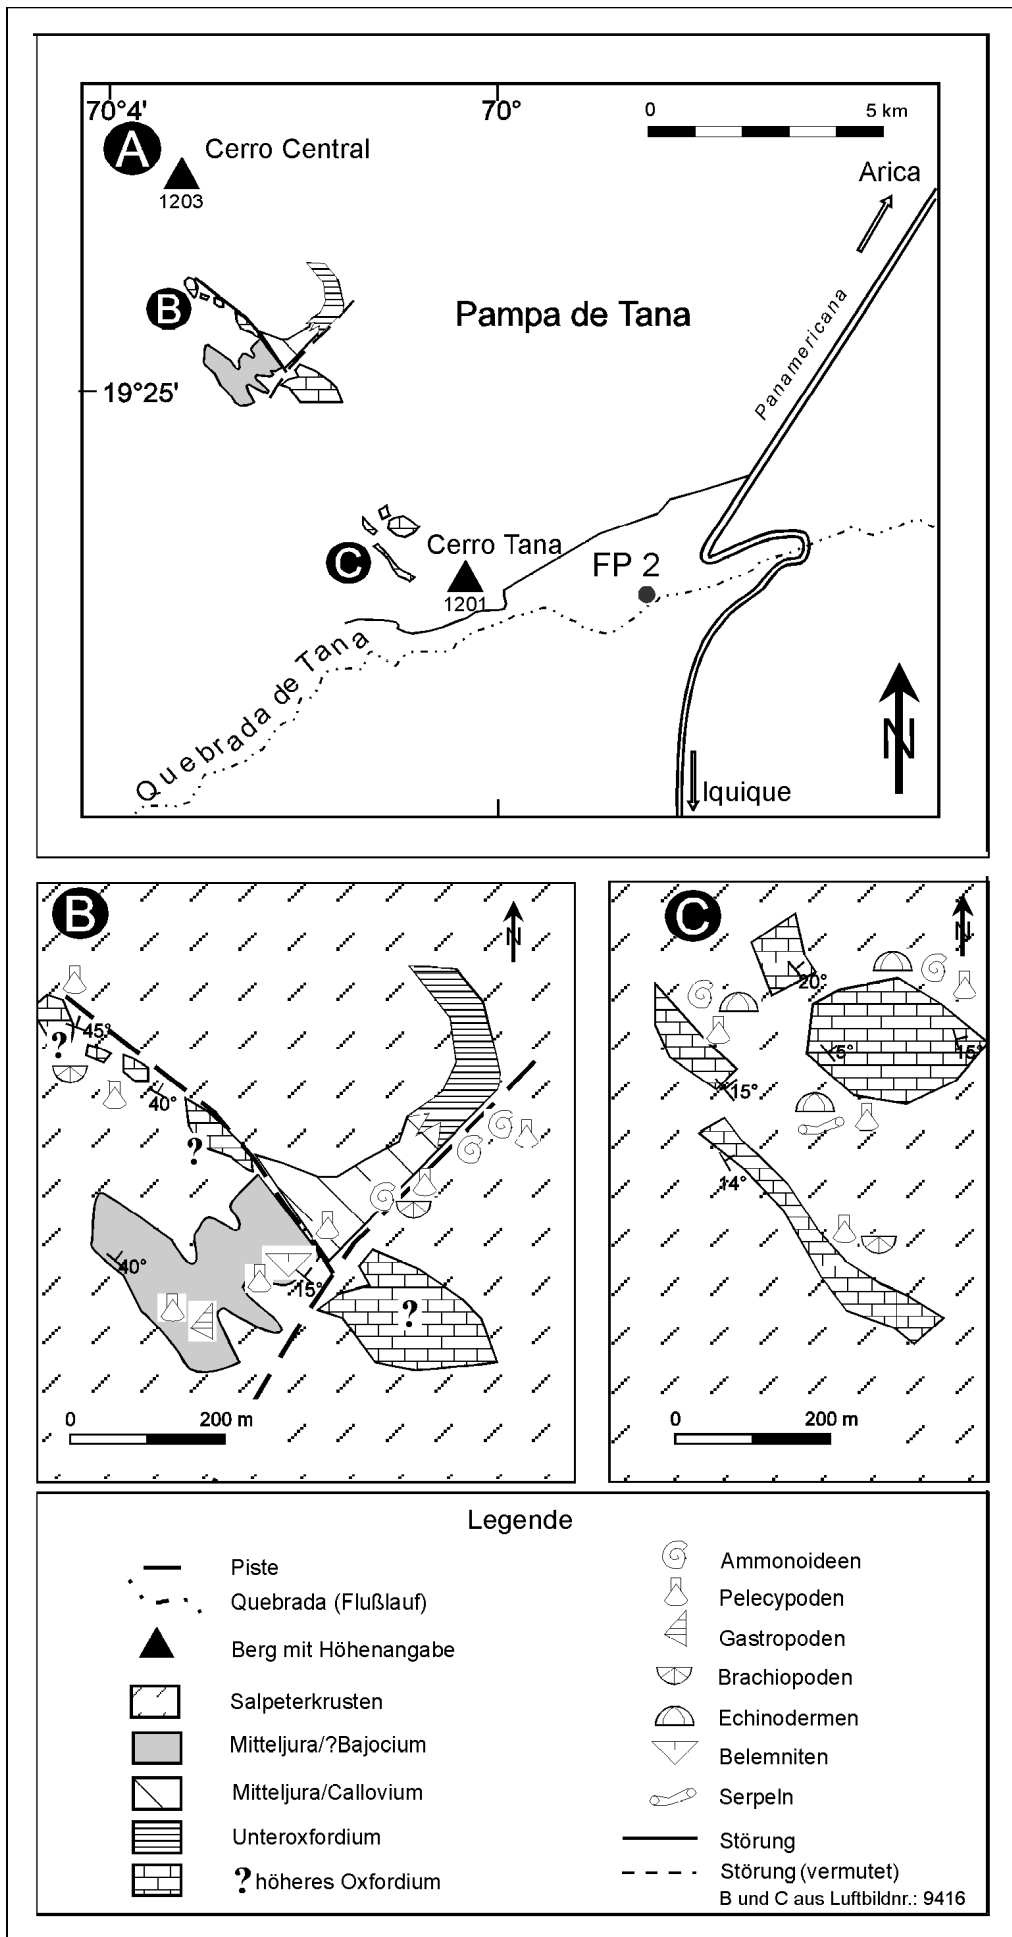 70°4'
70°
0
5 km
A
Cerro Central
1203
Arica
B
Pampa de Tana
Panamericana
19°25'
C
Cerro Tana
1201
FP 2
Quebrada de Tana
N
Iquique
B
N
45°
?
40°
?
40°
15°
?
0
200 m
C
N
20°
15°
5°
15°
14°
0
200 m
Legende
Piste
Quebrada (Flußlauf)
Berg mit Höhenangabe
Salpeterkrusten
Mitteljura/?Bajocium
Mitteljura/Callovium
Unteroxfordium
? höheres Oxfordium
Ammonoideen
Pelecypoden
Gastropoden
Brachiopoden
Echinodermen
Belemniten
Serpeln
Störung
Störung (vermutet)
B und C aus Luftbildnr.: 9416